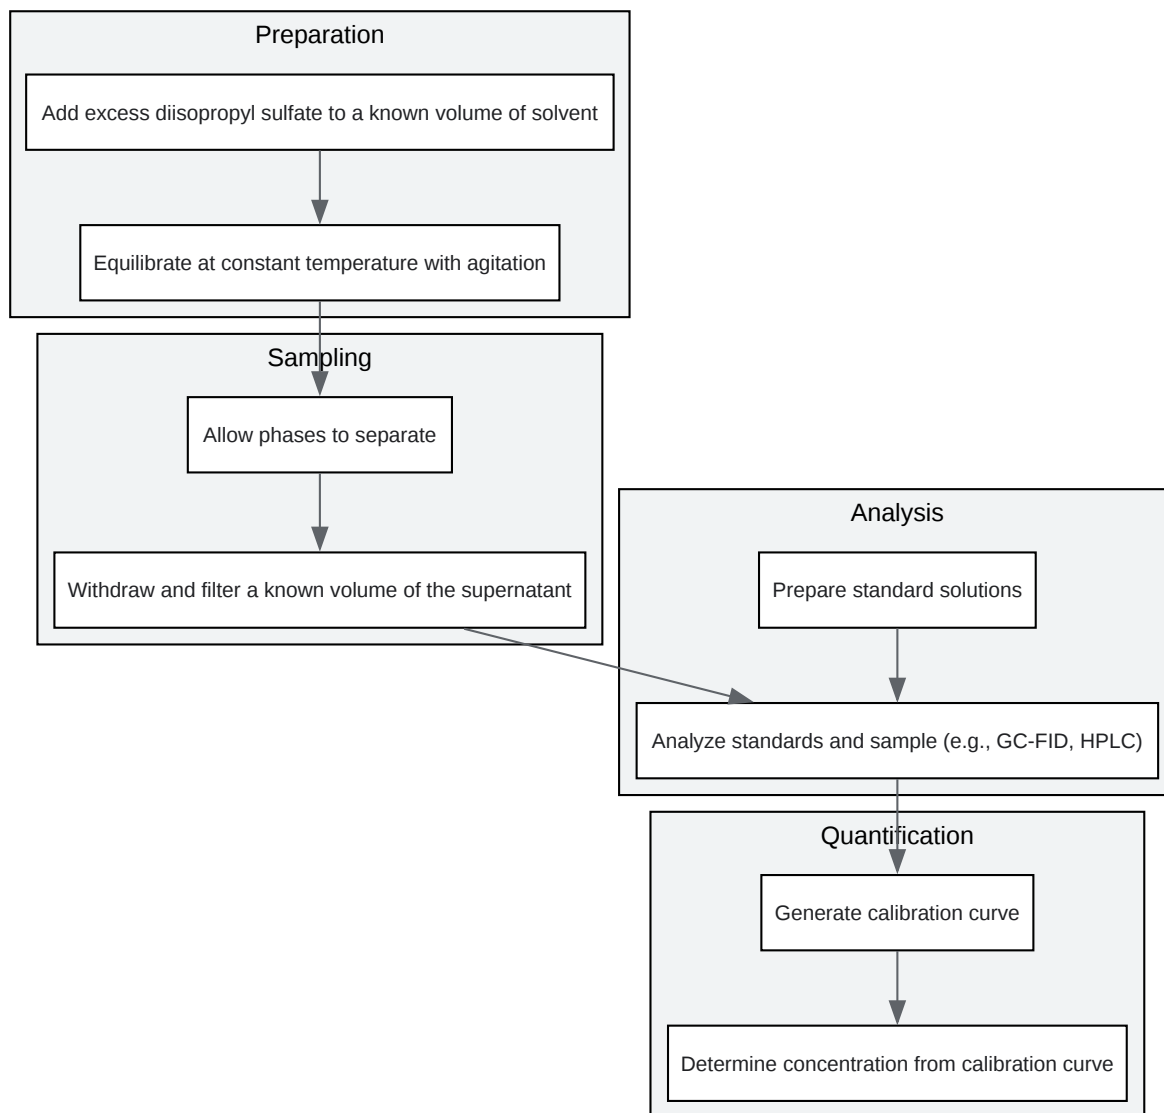 Preparation
Add excess diisopropyl sulfate to a known volume of solvent
Equilibrate at constant temperature with agitation
Sampling
Allow phases to separate
Withdraw and filter a known volume of the supernatant
Analysis
Prepare standard solutions
Analyze standards and sample (e.g., GC-FID, HPLC)
Quantification
Generate calibration curve
Determine concentration from calibration curve